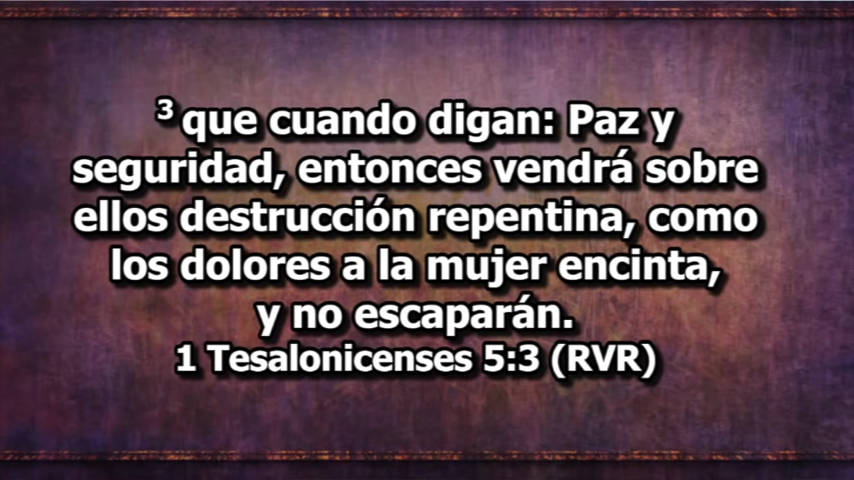 3 que cuando digan: Paz y
seguridad, entonces vendrá sobre
ellos destrucción repentina, como
los dolores a la mujer encinta,
y no escaparán.
1 Tesalonicenses 5:3 (RVR)